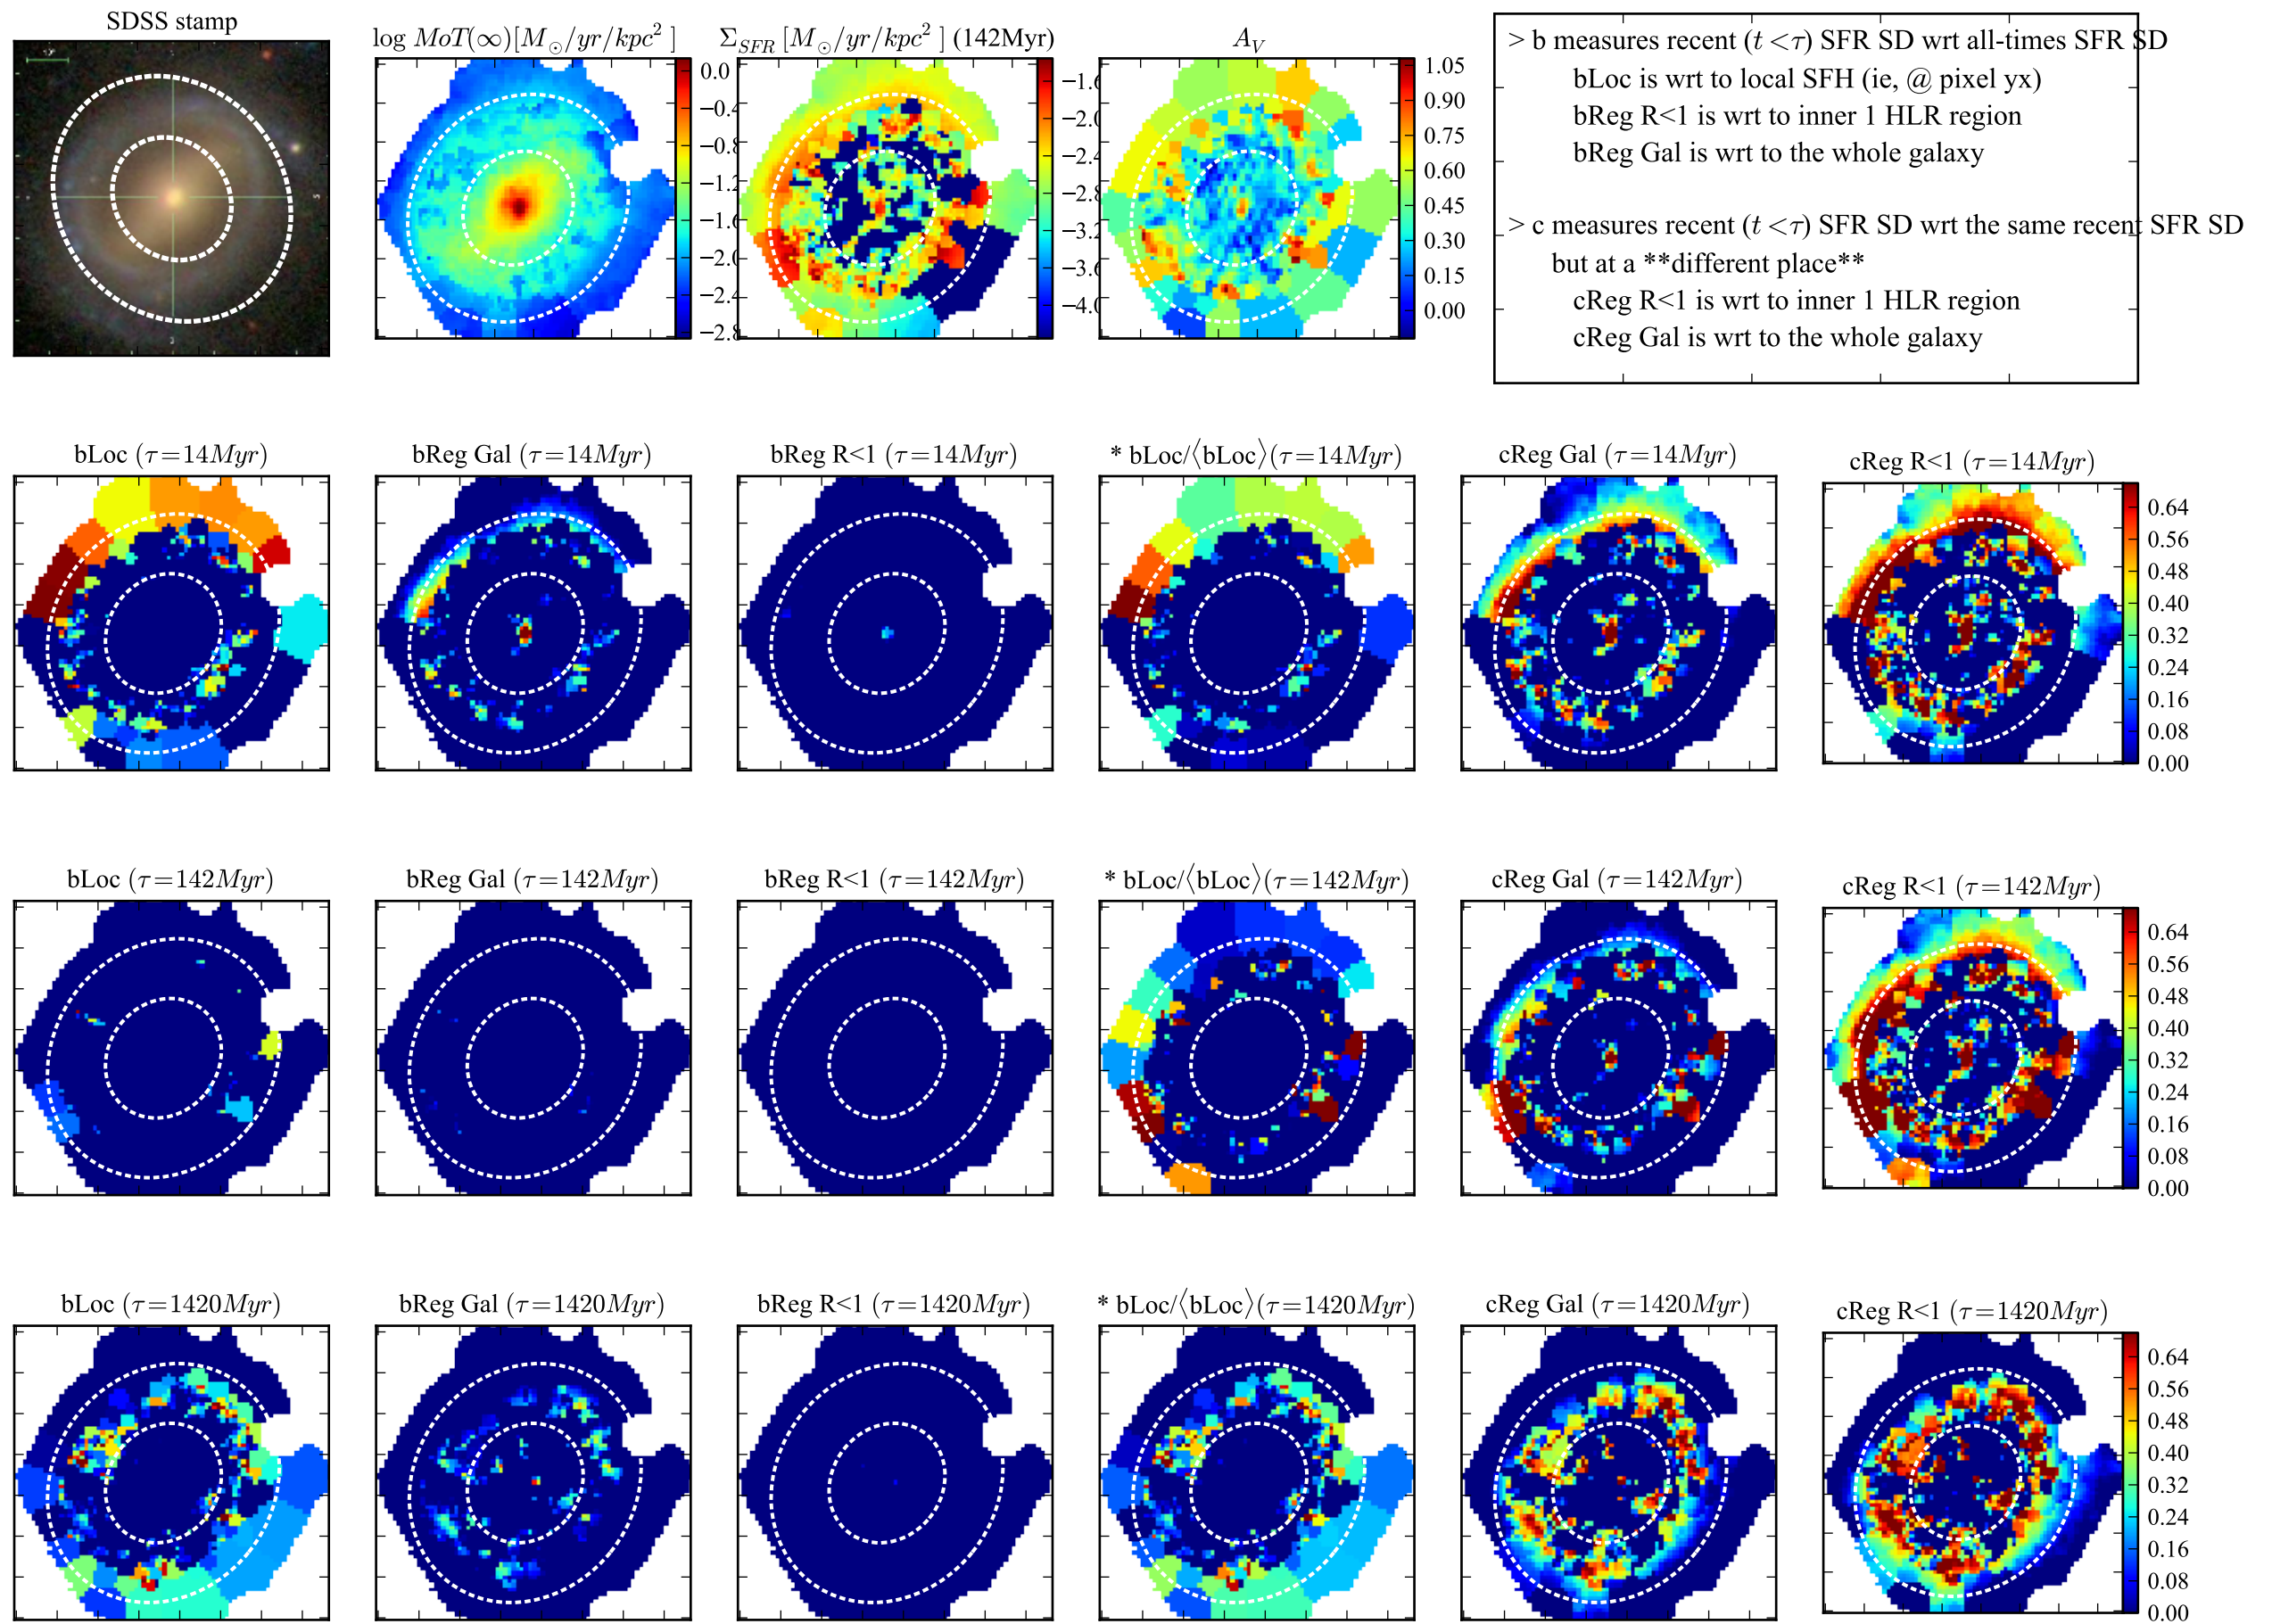 SDSS stamp
log MoT(∞)[M⊙/yr/kpc²]
Σ_SFR [M⊙/yr/kpc²] (142Myr)
A_V
0.0
−0.4
−0.8
−1.2
−1.6
−2.0
−2.4
−2.8
−1.6
−2.0
−2.4
−2.8
−3.2
−3.6
−4.0
1.05
0.90
0.75
0.60
0.45
0.30
0.15
0.00
> b measures recent (t <τ) SFR SD wrt all-times SFR SD
bLoc is wrt to local SFH (ie, @ pixel yx)
bReg R<1 is wrt to inner 1 HLR region
bReg Gal is wrt to the whole galaxy
> c measures recent (t <τ) SFR SD wrt the same recent SFR SD
but at a **different place**
cReg R<1 is wrt to inner 1 HLR region
cReg Gal is wrt to the whole galaxy
bLoc (τ=14Myr)
bReg Gal (τ=14Myr)
bReg R<1 (τ=14Myr)
* bLoc/⟨bLoc⟩(τ=14Myr)
cReg Gal (τ=14Myr)
cReg R<1 (τ=14Myr)
0.64
0.56
0.48
0.40
0.32
0.24
0.16
0.08
0.00
bLoc (τ=142Myr)
bReg Gal (τ=142Myr)
bReg R<1 (τ=142Myr)
* bLoc/⟨bLoc⟩(τ=142Myr)
cReg Gal (τ=142Myr)
cReg R<1 (τ=142Myr)
0.64
0.56
0.48
0.40
0.32
0.24
0.16
0.08
0.00
bLoc (τ=1420Myr)
bReg Gal (τ=1420Myr)
bReg R<1 (τ=1420Myr)
* bLoc/⟨bLoc⟩(τ=1420Myr)
cReg Gal (τ=1420Myr)
cReg R<1 (τ=1420Myr)
0.64
0.56
0.48
0.40
0.32
0.24
0.16
0.08
0.00